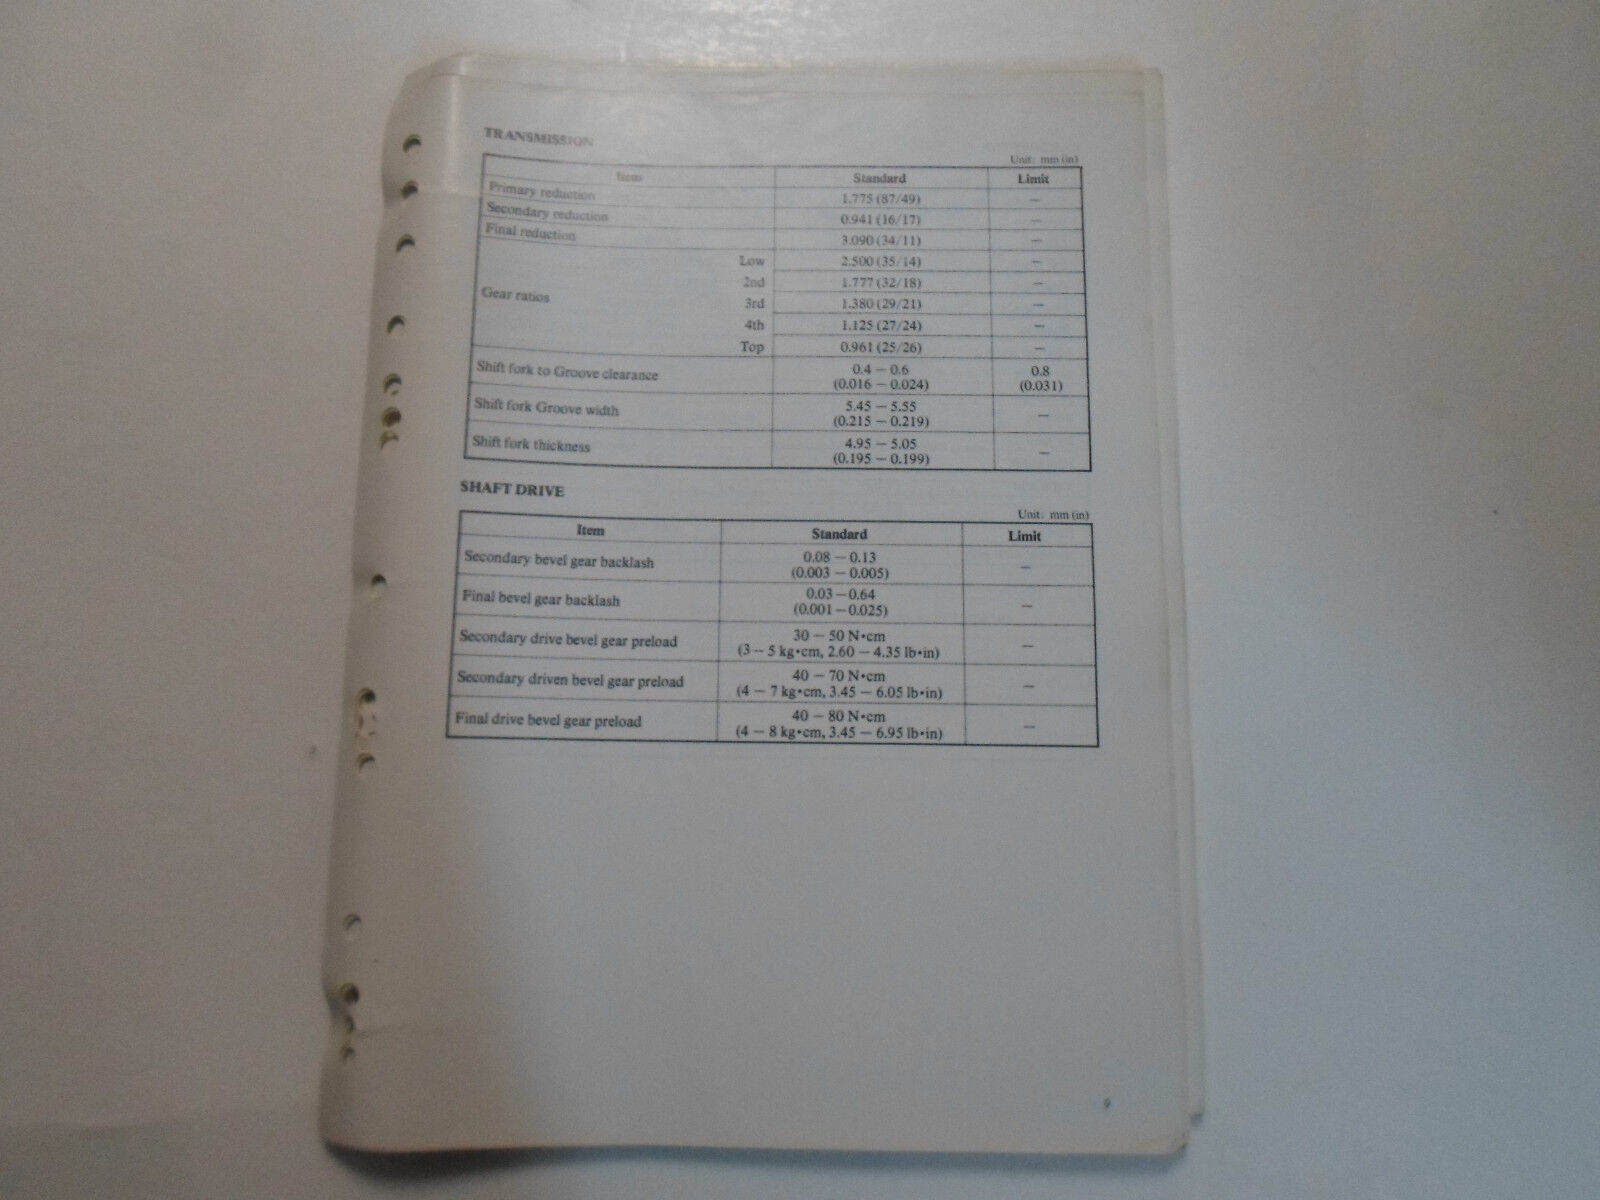 TRANSMISSION
Unit: mm (in)
Item Standard Limit
Primary reduction 1.775 (87/49) —
Secondary reduction 0.941 (16/17) —
Final reduction 3.090 (34/11) —
Gear ratios
Low 2.500 (35/14) —
2nd 1.777 (32/18) —
3rd 1.380 (29/21) —
4th 1.125 (27/24) —
Top 0.961 (25/26) —
Shift fork to Groove clearance 0.4 — 0.6 0.8
(0.016 — 0.024) (0.031)
Shift fork Groove width 5.45 — 5.55 —
(0.215 — 0.219)
Shift fork thickness 4.95 — 5.05 —
(0.195 — 0.199)
SHAFT DRIVE
Unit: mm (in)
Item Standard Limit
Secondary bevel gear backlash 0.08 — 0.13 —
(0.003 — 0.005)
Final bevel gear backlash 0.03 — 0.64 —
(0.001 — 0.025)
Secondary drive bevel gear preload 30 — 50 N•cm —
(3 — 5 kg•cm, 2.60 — 4.35 lb•in)
Secondary driven bevel gear preload 40 — 70 N•cm —
(4 — 7 kg•cm, 3.45 — 6.05 lb•in)
Final drive bevel gear preload 40 — 80 N•cm —
(4 — 8 kg•cm, 3.45 — 6.95 lb•in)
9